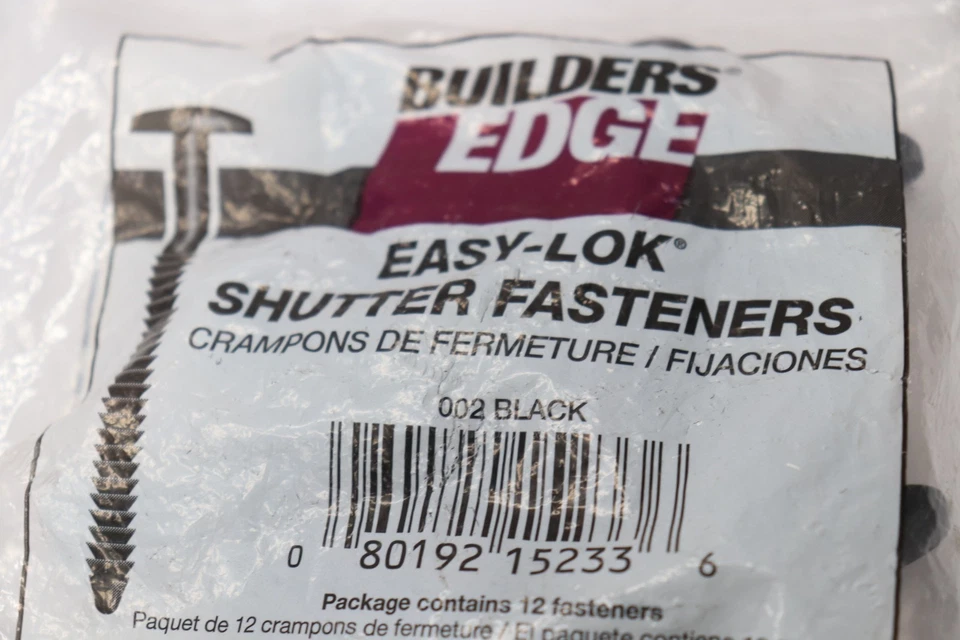 BUILDERS
EDGE
EASY-LOK®
SHUTTER FASTENERS
CRAMPONS DE FERMETURE / FIJACIONES
002 BLACK
0 80192 15233 6
Package contains 12 fasteners
Paquet de 12 crampons de fermeture / El paquete contiene